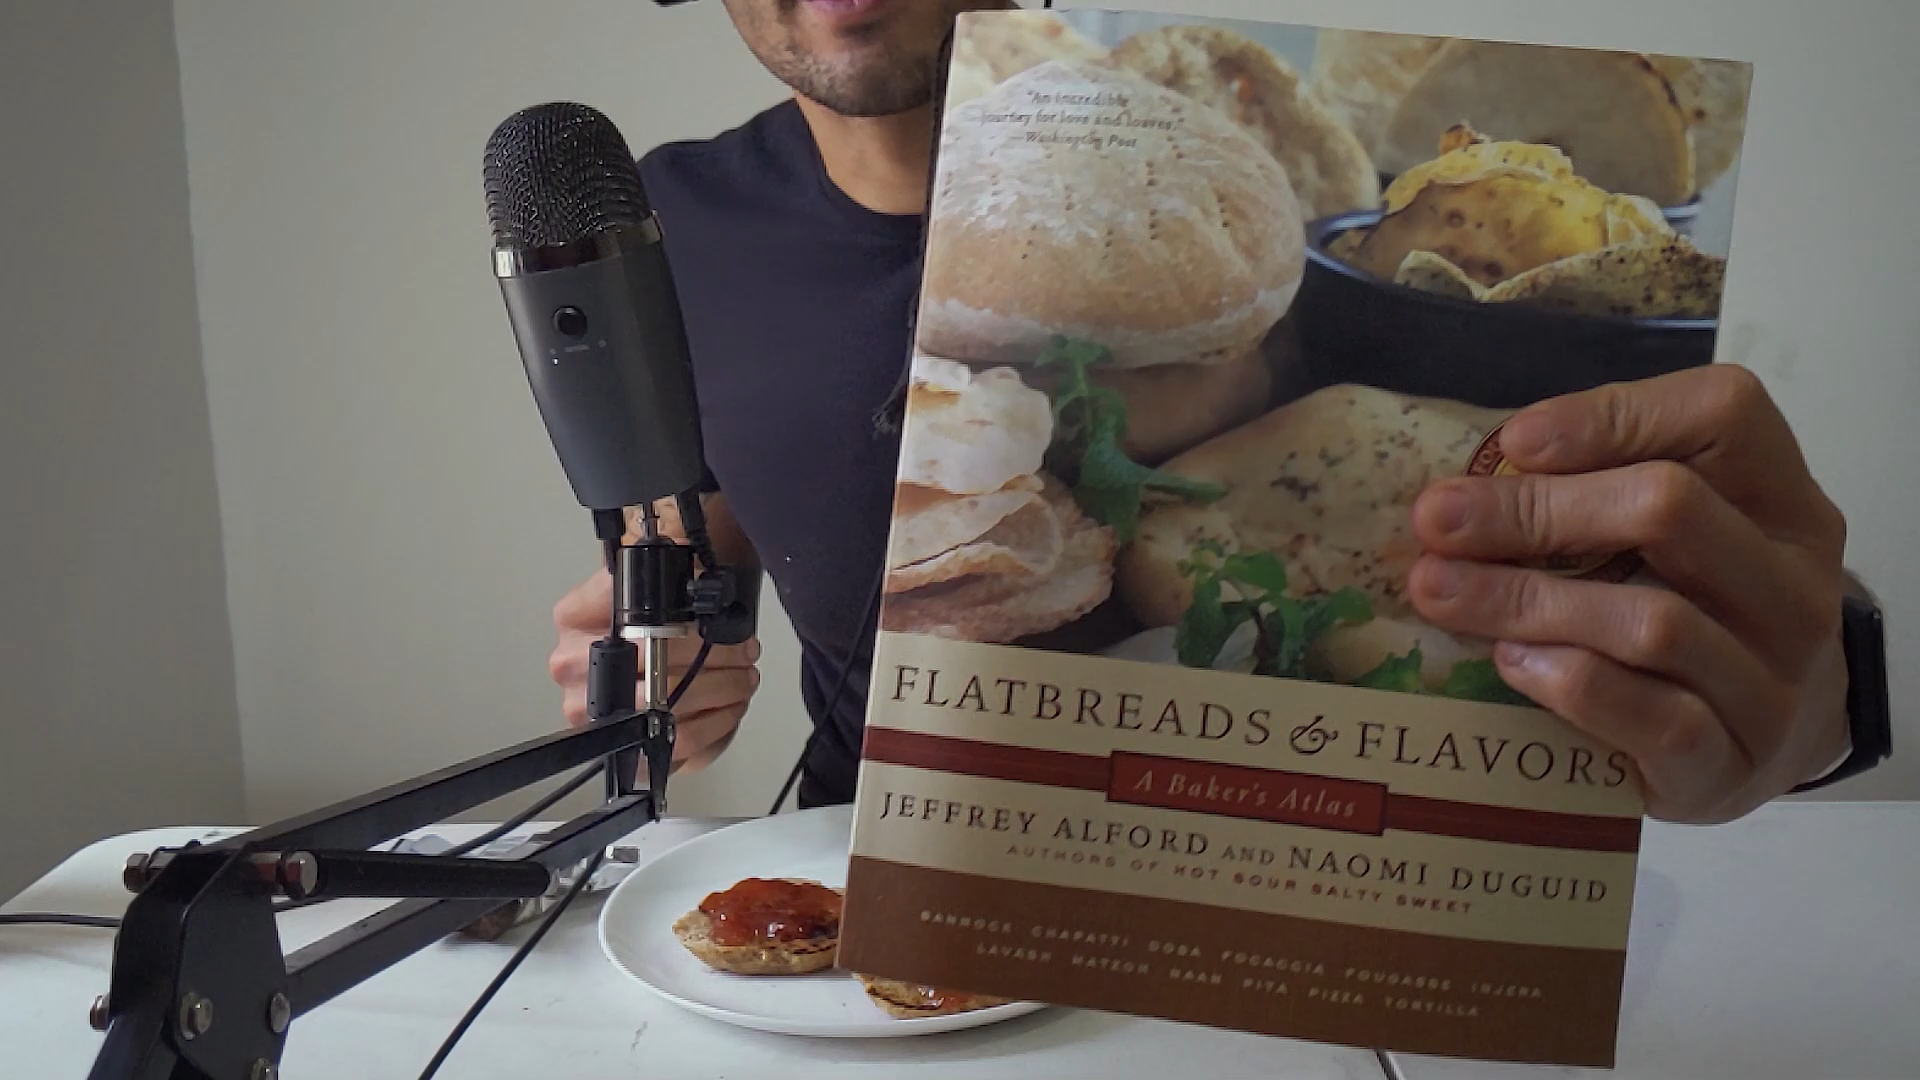 "An incredible
journey for love and loaves."
—Washington Post
FLATBREADS & FLAVORS
A Baker's Atlas
JEFFREY ALFORD AND NAOMI DUGUID
AUTHORS OF HOT SOUR SALTY SWEET
BANNOCK CHAPATTI DOSA FOCACCIA FOUGASSE INJERA
LAVASH MATZOH NAAN PITA PIZZA TORTILLA